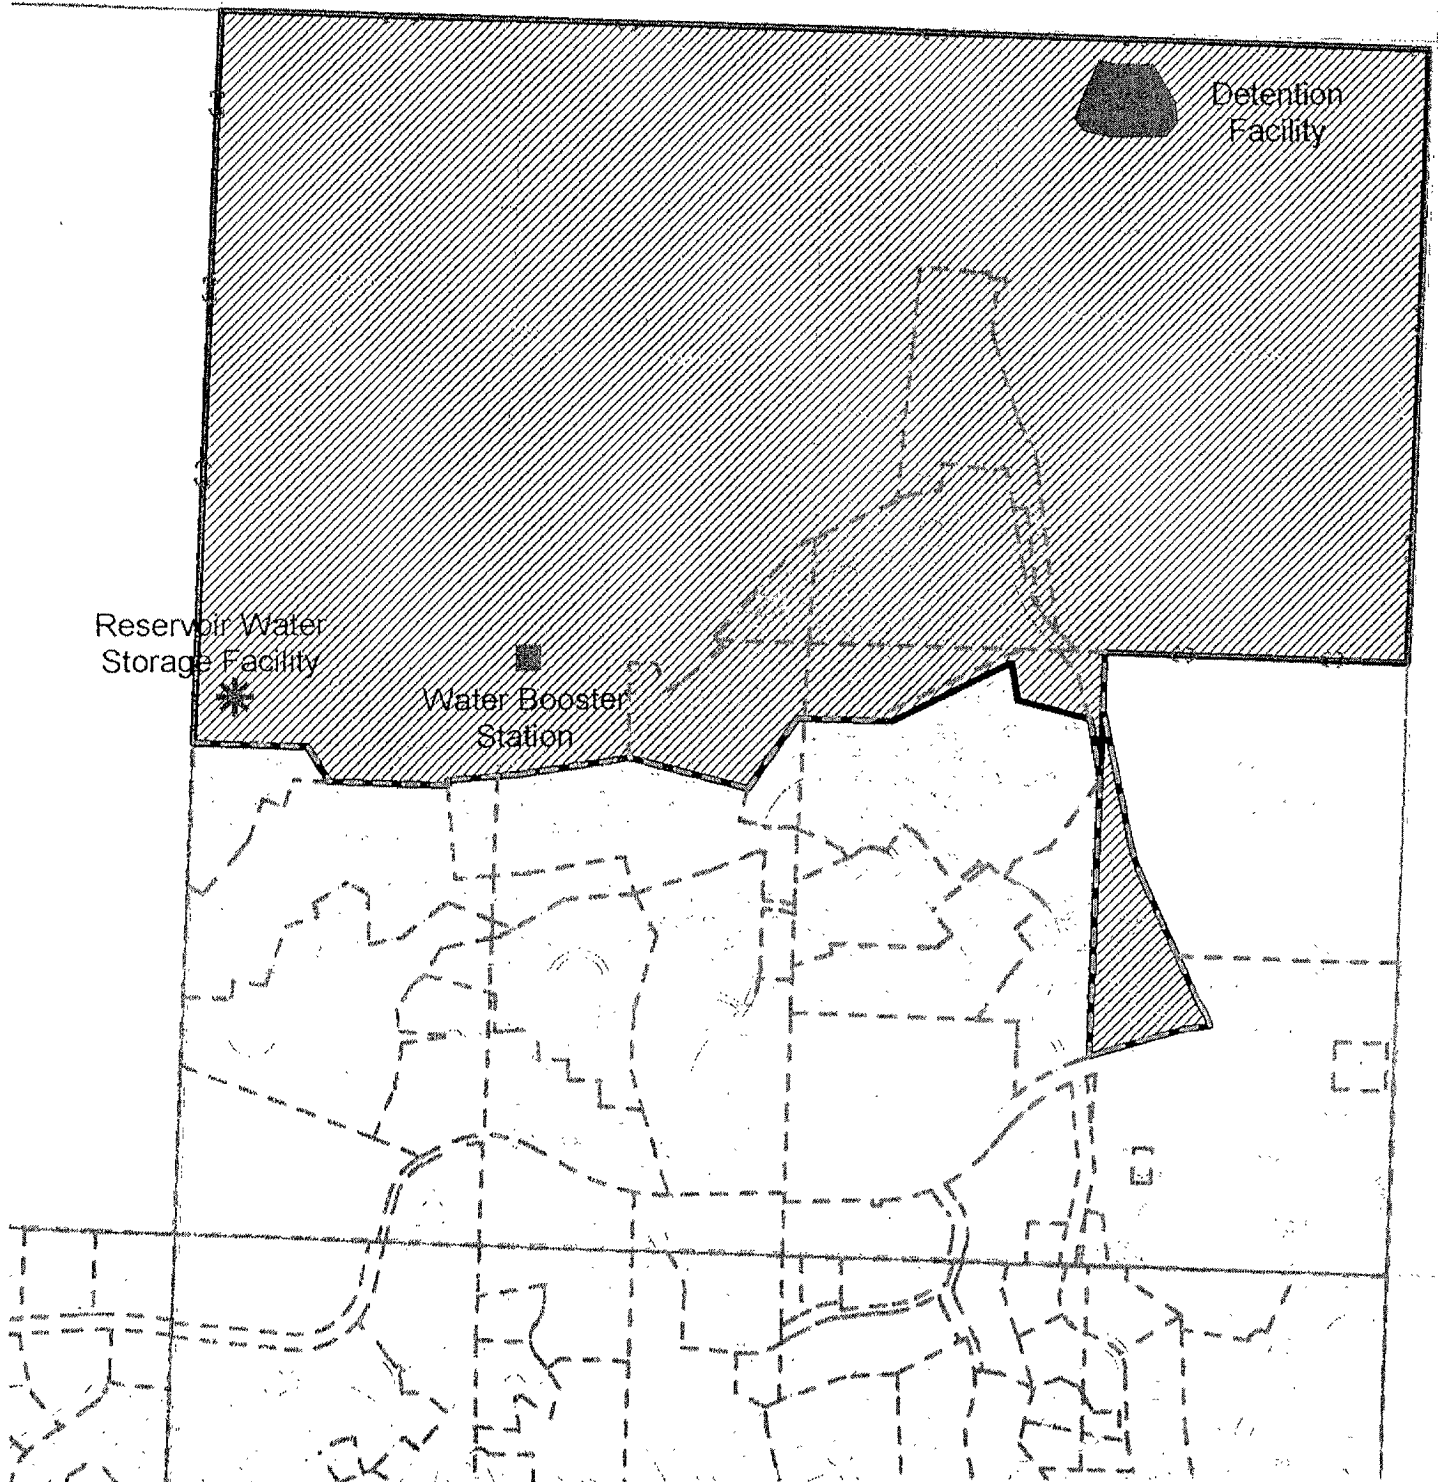 Detention
Facility
Reservoir Water
Storage Facility
Water Booster
Station